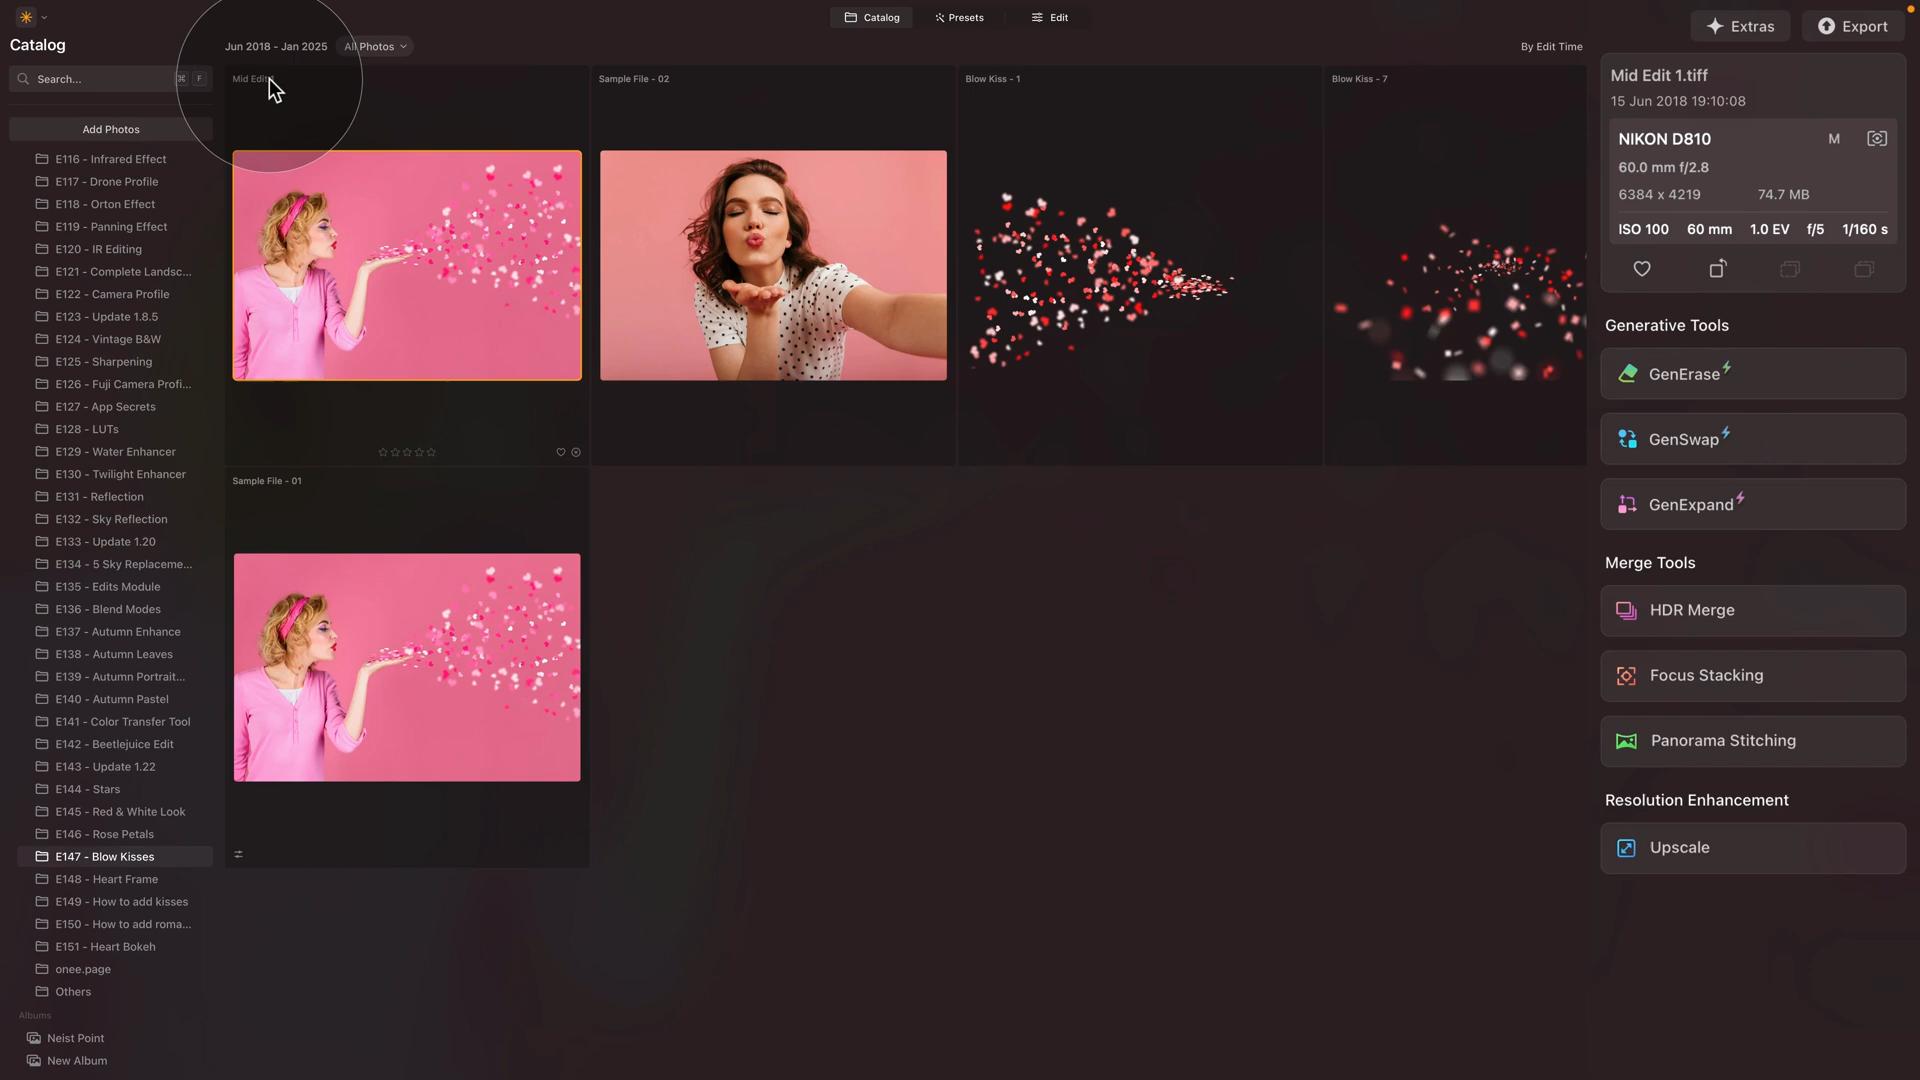 Catalog
Presets
Edit
Extras
Export
Catalog
Search...
⌘ F
Jun 2018 - Jan 2025
All Photos
By Edit Time
Add Photos
E116 - Infrared Effect
E117 - Drone Profile
E118 - Orton Effect
E119 - Panning Effect
E120 - IR Editing
E121 - Complete Landsc...
E122 - Camera Profile
E123 - Update 1.8.5
E124 - Vintage B&W
E125 - Sharpening
E126 - Fuji Camera Profi...
E127 - App Secrets
E128 - LUTs
E129 - Water Enhancer
E130 - Twilight Enhancer
E131 - Reflection
E132 - Sky Reflection
E133 - Update 1.20
E134 - 5 Sky Replaceme...
E135 - Edits Module
E136 - Blend Modes
E137 - Autumn Enhance
E138 - Autumn Leaves
E139 - Autumn Portrait...
E140 - Autumn Pastel
E141 - Color Transfer Tool
E142 - Beetlejuice Edit
E143 - Update 1.22
E144 - Stars
E145 - Red & White Look
E146 - Rose Petals
E147 - Blow Kisses
E148 - Heart Frame
E149 - How to add kisses
E150 - How to add roma...
E151 - Heart Bokeh
onee.page
Others
Albums
Neist Point
New Album
Mid Edit 1
Sample File - 02
Blow Kiss - 1
Blow Kiss - 7
Sample File - 01
Mid Edit 1.tiff
15 Jun 2018 19:10:08
NIKON D810 M
60.0 mm f/2.8
6384 x 4219 74.7 MB
ISO 100 60 mm 1.0 EV f/5 1/160 s
Generative Tools
GenErase
GenSwap
GenExpand
Merge Tools
HDR Merge
Focus Stacking
Panorama Stitching
Resolution Enhancement
Upscale